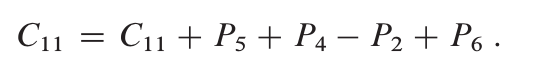 C₁₁ = C₁₁ + P₅ + P₄ − P₂ + P₆ .